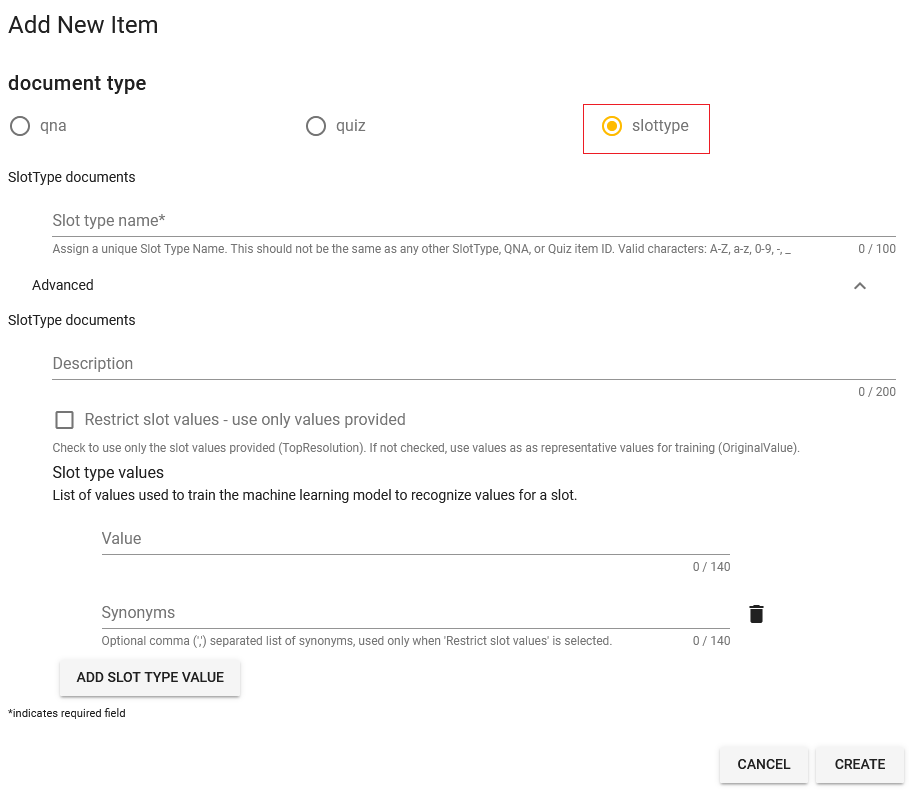 Add New Item
document type
qna
quiz
slottype
SlotType documents
Slot type name*
Assign a unique Slot Type Name. This should not be the same as any other SlotType, QNA, or Quiz item ID. Valid characters: A-Z, a-z, 0-9, -, _ 0 / 100
Advanced
SlotType documents
Description
0 / 200
Restrict slot values - use only values provided
Check to use only the slot values provided (TopResolution). If not checked, use values as as representative values for training (OriginalValue).
Slot type values
List of values used to train the machine learning model to recognize values for a slot.
Value
0 / 140
Synonyms
Optional comma (',') separated list of synonyms, used only when 'Restrict slot values' is selected. 0 / 140
ADD SLOT TYPE VALUE
*indicates required field
CANCEL
CREATE